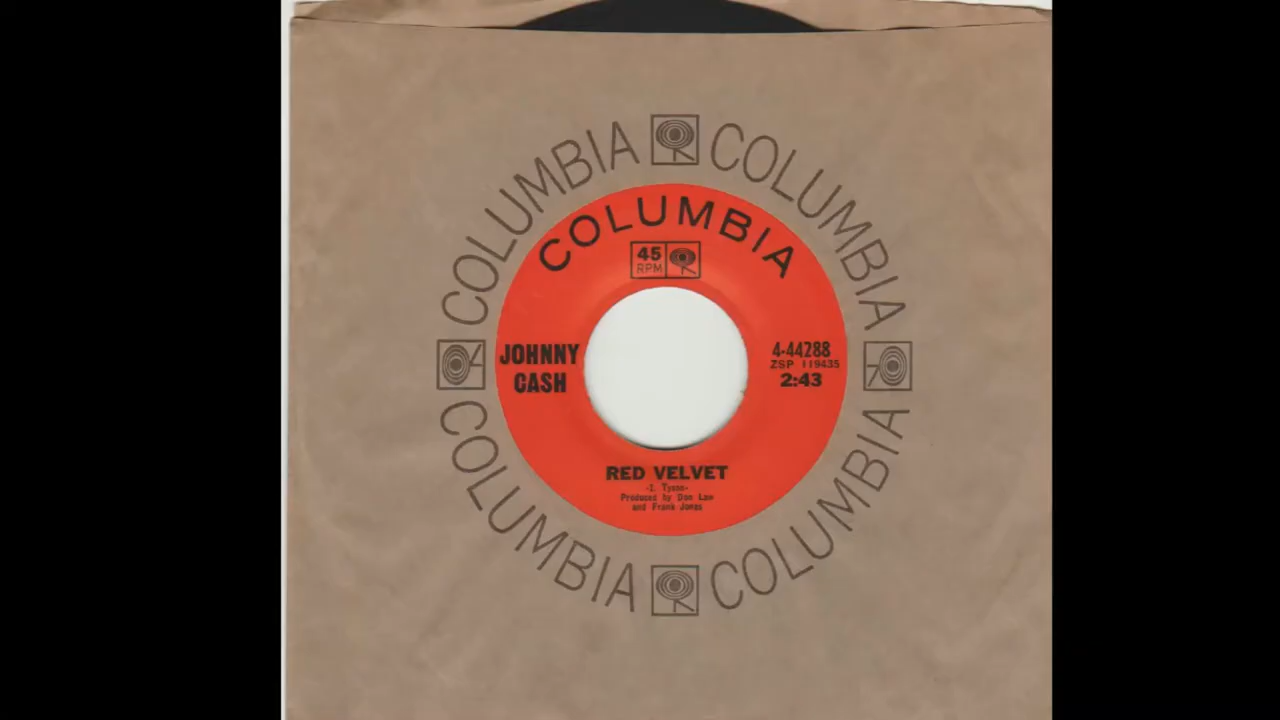 COLUMBIA
COLUMBIA
COLUMBIA
COLUMBIA
COLUMBIA
45
RPM
JOHNNY
CASH
4-44288
ZSP 119435
2:43
RED VELVET
-I. Tyson-
Produced by Don Law
and Frank Jones